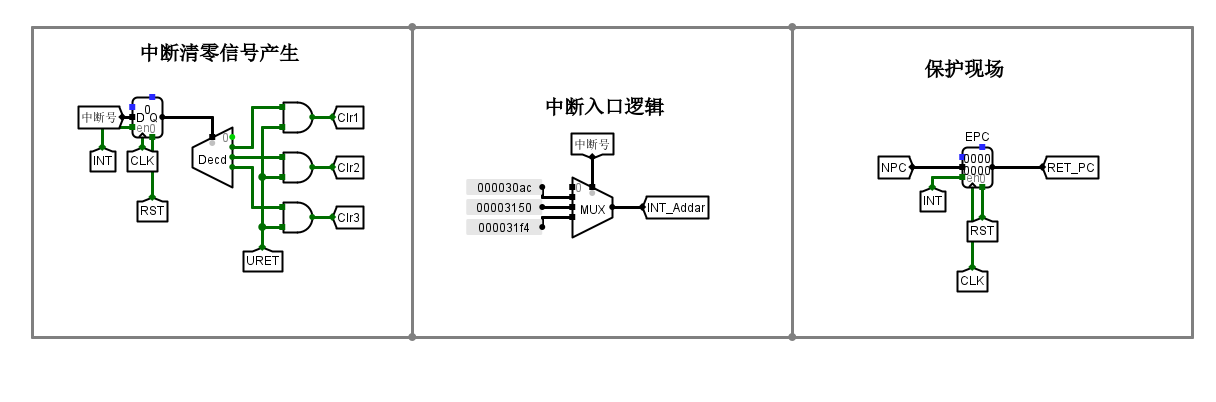 中断清零信号产生
中断号
0
D Q
eng
INT
CLK
RST
0
Decd
Clr1
Clr2
Clr3
URET
中断入口逻辑
中断号
000030ac
00003150
000031f4
0
MUX
INT_Addar
保护现场
EPC
NPC
0000
0000
eng
RET_PC
INT
RST
CLK